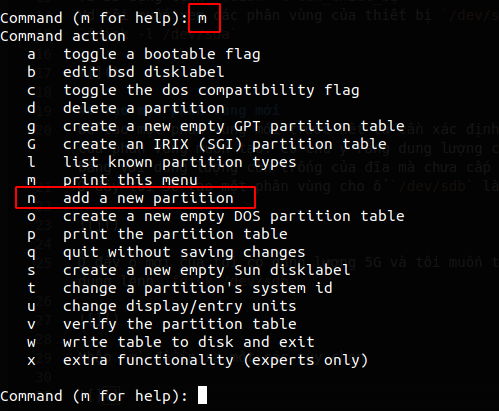 Command (m for help): m
Command action
a toggle a bootable flag
b edit bsd disklabel
c toggle the dos compatibility flag
d delete a partition
g create a new empty GPT partition table
G create an IRIX (SGI) partition table
l list known partition types
m print this menu
n add a new partition
o create a new empty DOS partition table
p print the partition table
q quit without saving changes
s create a new empty Sun disklabel
t change a partition's system id
u change display/entry units
v verify the partition table
w write table to disk and exit
x extra functionality (experts only)
Command (m for help):